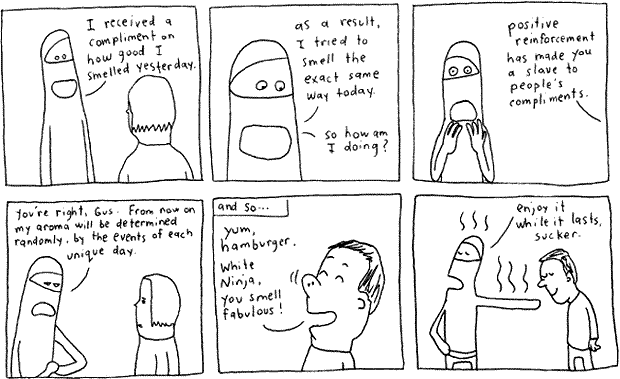 I received a
compliment on
how good I
smelled yesterday.
as a result,
I tried to
smell the
exact same
way today.
so how am
I doing?
positive
reinforcement
has made you
a slave to
people's
compliments.
You're right, Gus. From now on
my aroma will be determined
randomly, by the events of each
unique day.
and so...
yum,
hamburger.
White
Ninja,
you smell
fabulous!
enjoy it
while it lasts,
sucker.